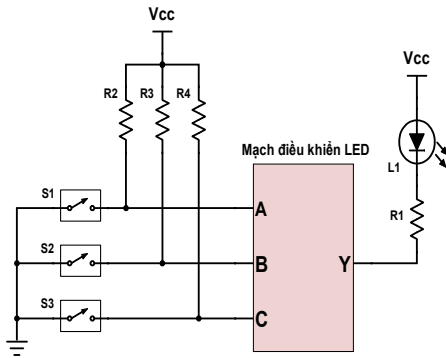 Vcc
Vcc
R2 R3 R4
Mạch điều khiển LED
L1
S1
A
R1
S2
B
Y
S3
C